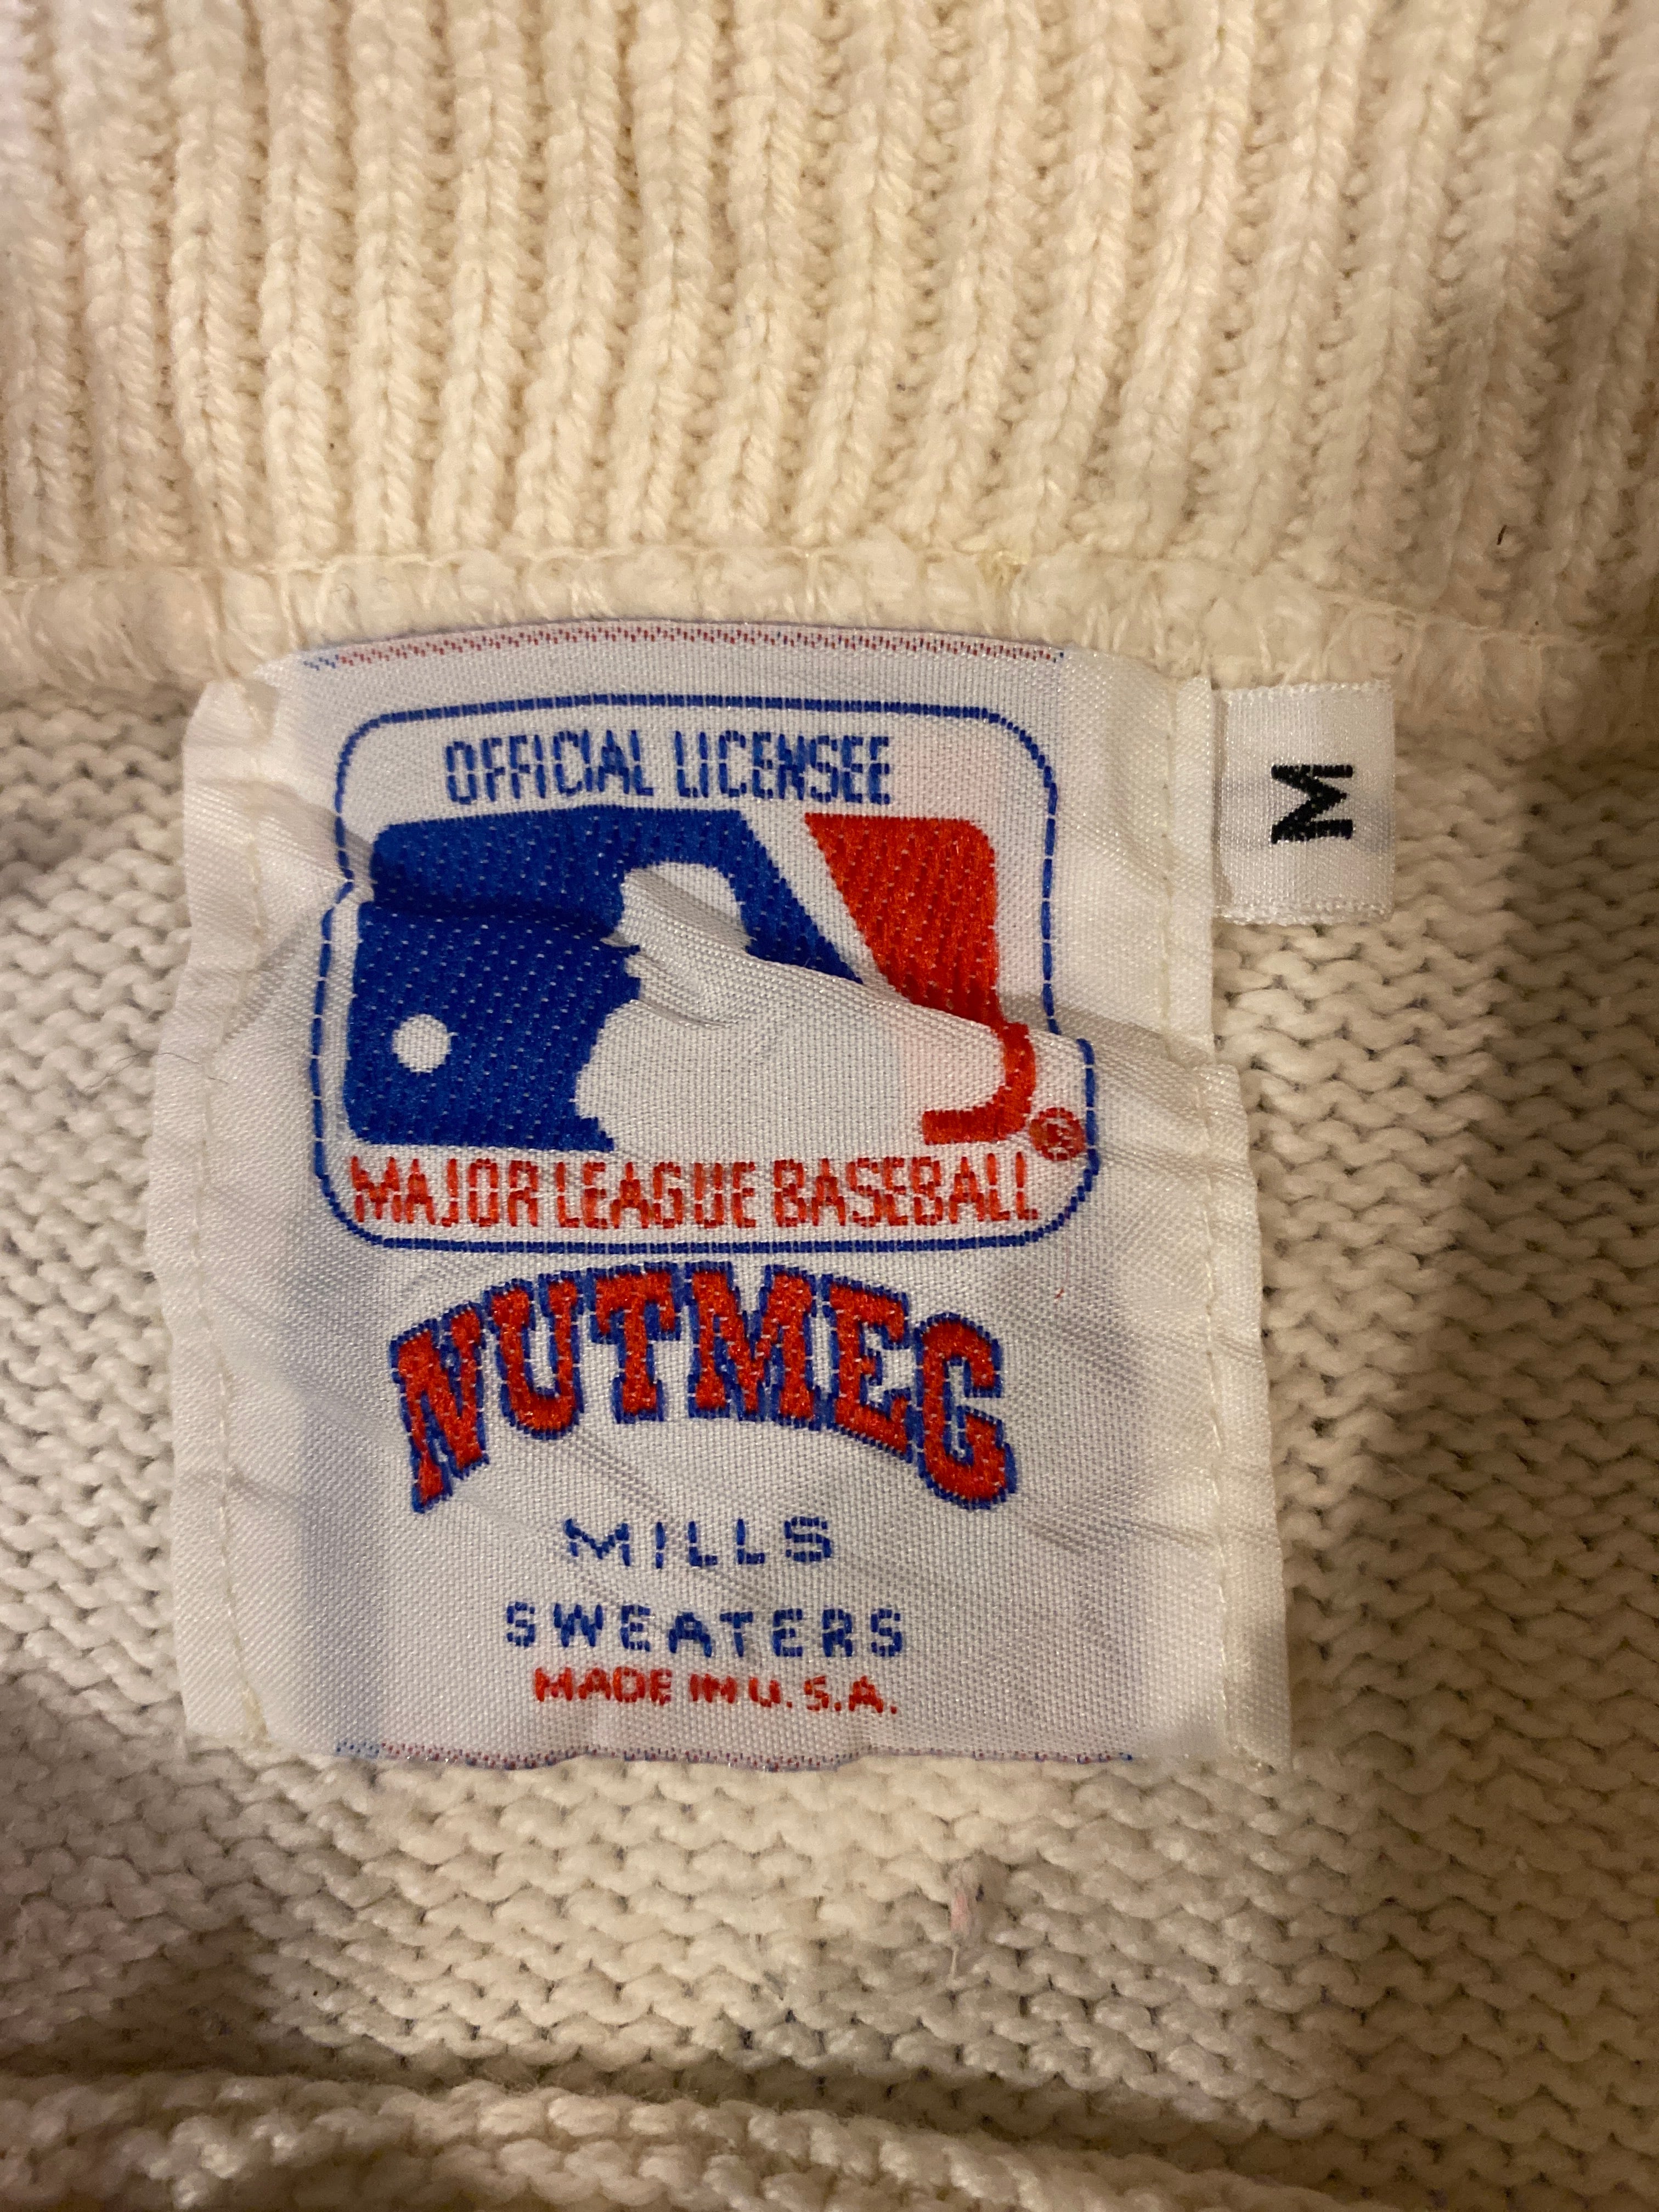 OFFICIAL LICENSEE
M
®
MAJOR LEAGUE BASEBALL
NUTMEG
MILLS
SWEATERS
MADE IN U.S.A.